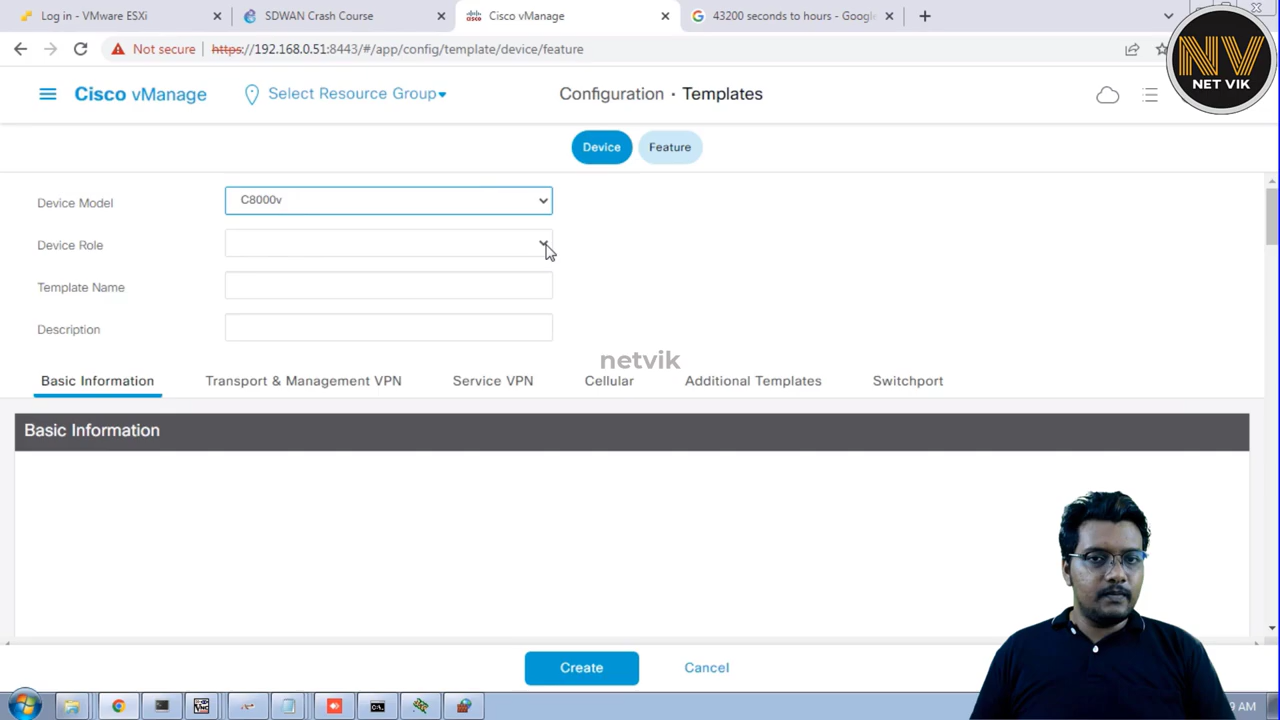 Log in - VMware ESXi
SDWAN Crash Course
Cisco vManage
43200 seconds to hours - Google
Not secure
https://192.168.0.51:8443/#/app/config/template/device/feature
NV
NET VIK
Cisco vManage
Select Resource Group
Configuration · Templates
Device
Feature
Device Model
C8000v
Device Role
Template Name
Description
netvik
Basic Information
Transport & Management VPN
Service VPN
Cellular
Additional Templates
Switchport
Basic Information
Create
Cancel
9 AM